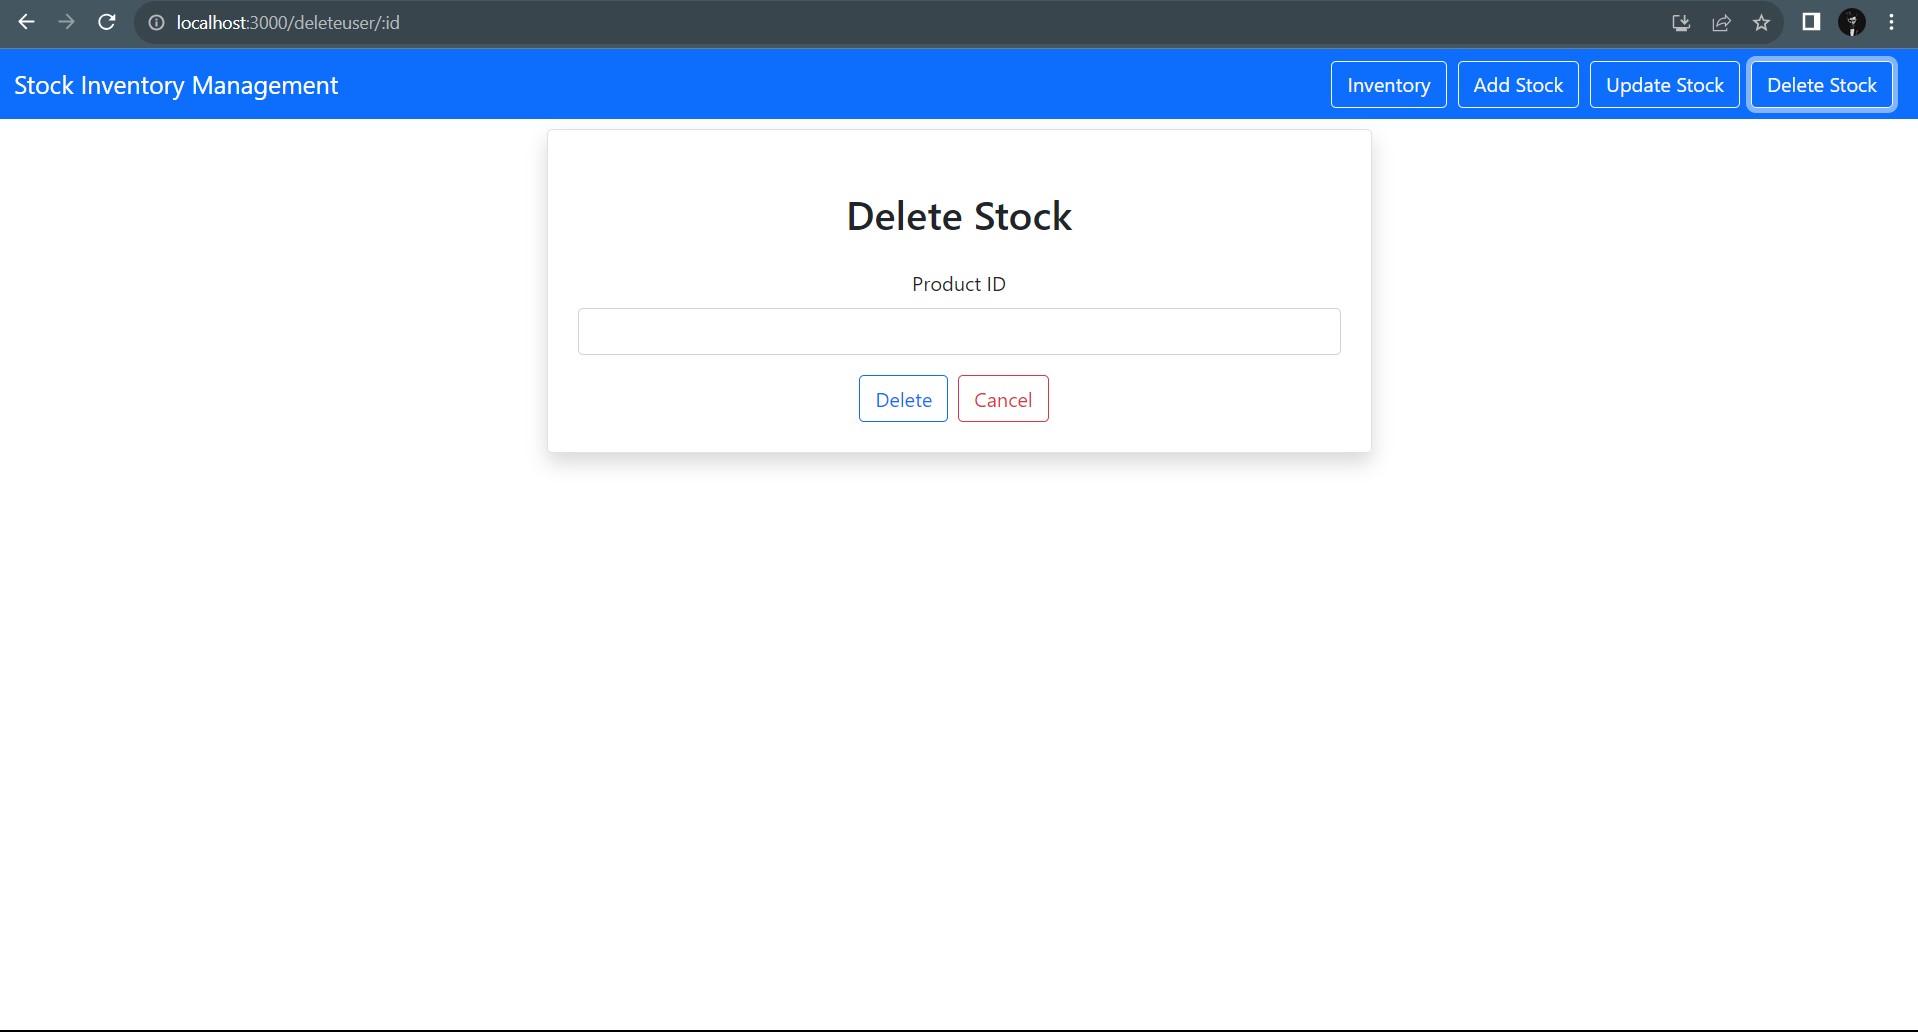 localhost:3000/deleteuser/:id
Stock Inventory Management
Inventory
Add Stock
Update Stock
Delete Stock
Delete Stock
Product ID
Delete
Cancel